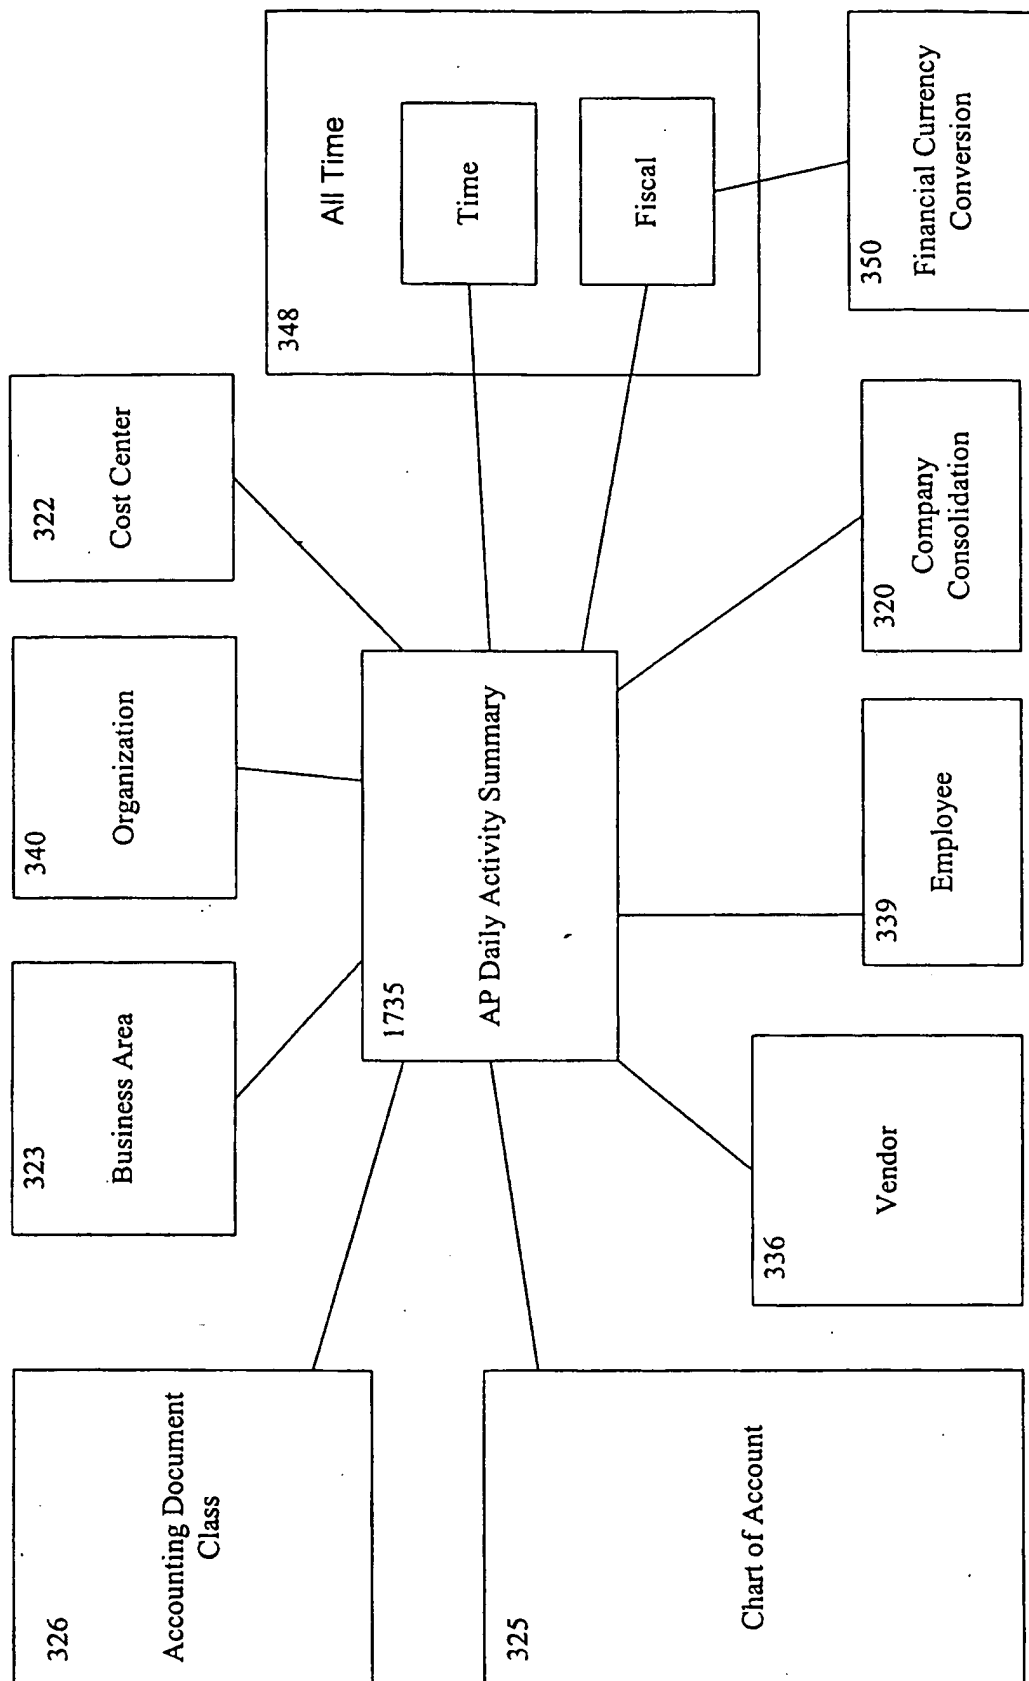 326
Accounting Document
Class
323
Business Area
340
Organization
322
Cost Center
348
All Time
Time
Fiscal
1735
AP Daily Activity Summary
325
Chart of Account
336
Vendor
339
Employee
320
Company
Consolidation
350
Financial Currency
Conversion